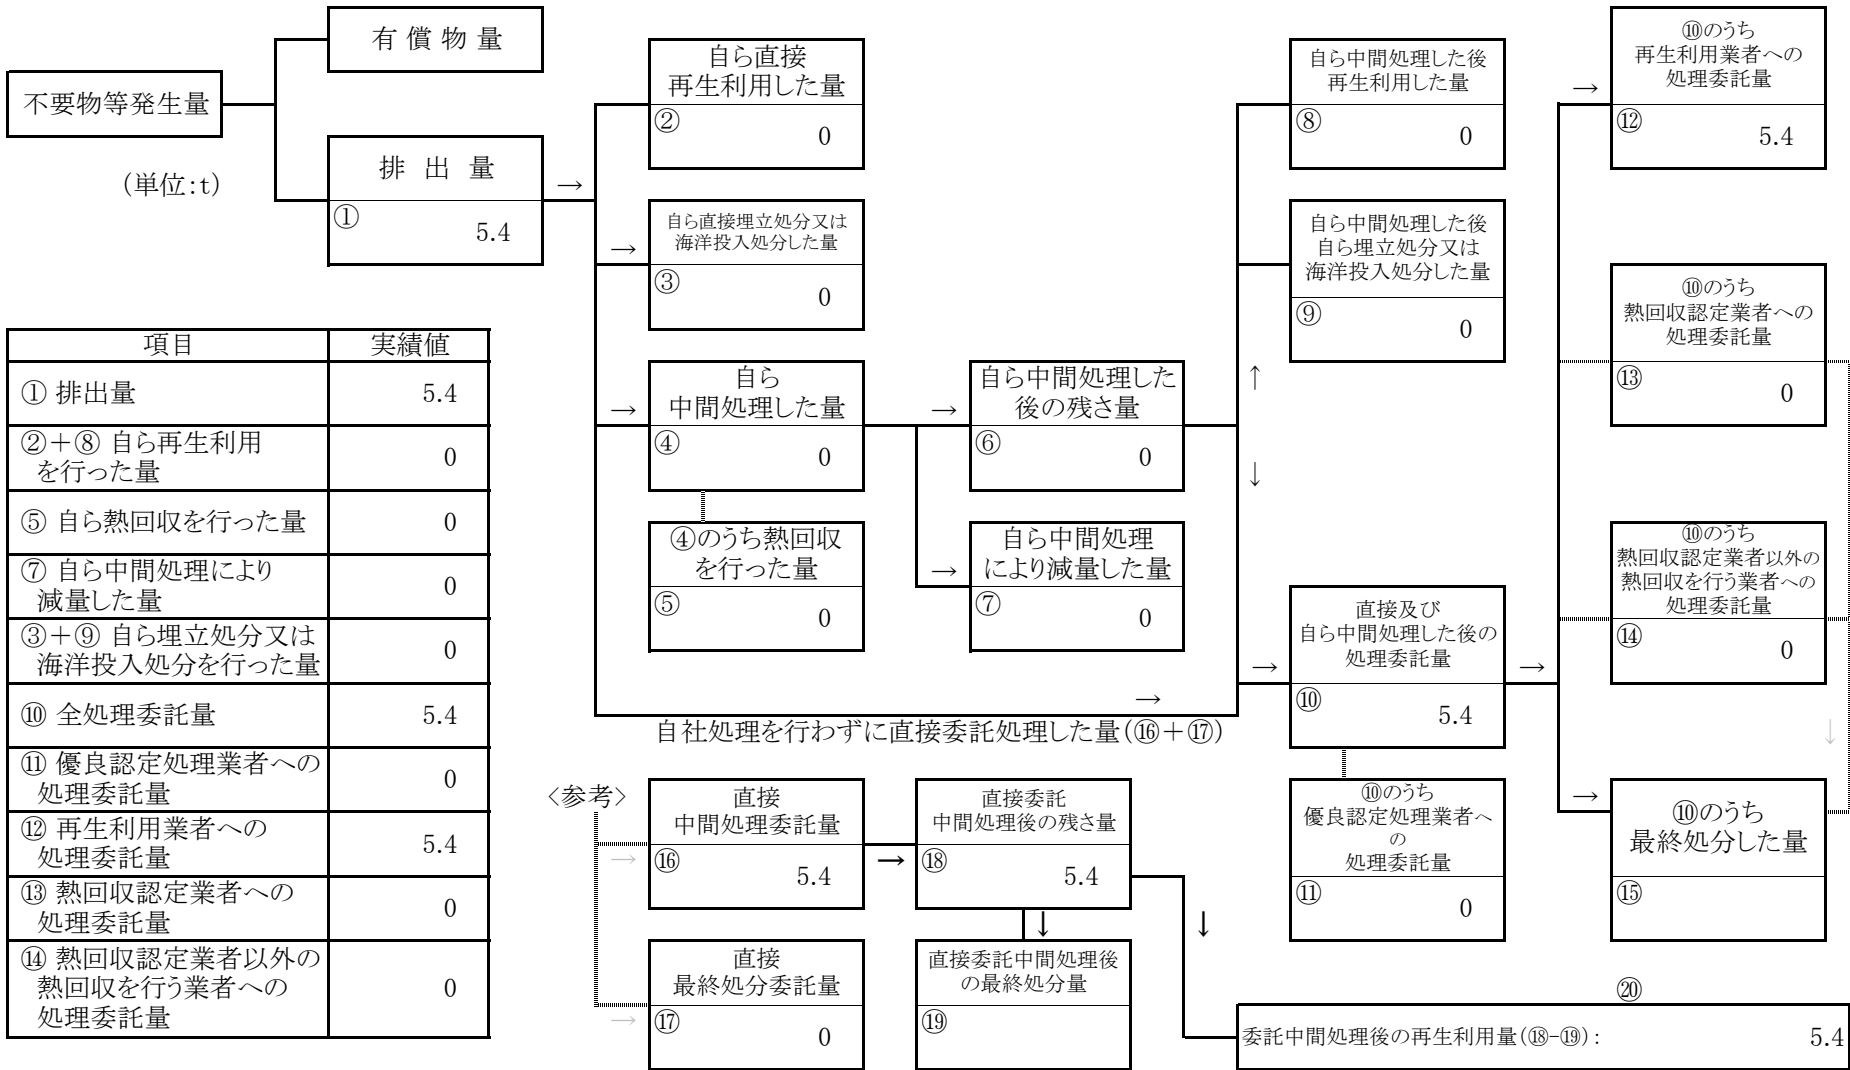 有 償 物 量
不要物等発生量
(単位:t)
排 出 量
①
5.4
→
自ら直接
再生利用した量
②
0
自ら直接埋立処分又は
海洋投入処分した量
→
③
0
自ら
中間処理した量
→
④
0
④のうち熱回収
を行った量
⑤
0
自ら中間処理した
後の残さ量
→
⑥
0
自ら中間処理
により減量した量
→
⑦
0
自ら中間処理した後
再生利用した量
⑧
0
自ら中間処理した後
自ら埋立処分又は
海洋投入処分した量
⑨
0
↑
↓
直接及び
自ら中間処理した後の
処理委託量
→
⑩
5.4
→
→
自社処理を行わずに直接委託処理した量(⑯+⑰)
⑩のうち
優良認定処理業者へ
の
処理委託量
⑪
0
⑩のうち
再生利用業者への
処理委託量
→
⑫
5.4
⑩のうち
熱回収認定業者への
処理委託量
⑬
0
⑩のうち
熱回収認定業者以外の
熱回収を行う業者への
処理委託量
⑭
0
↓
→
⑩のうち
最終処分した量
⑮
項目 実績値
① 排出量 5.4
②+⑧ 自ら再生利用
を行った量 0
⑤ 自ら熱回収を行った量 0
⑦ 自ら中間処理により
減量した量 0
③+⑨ 自ら埋立処分又は
海洋投入処分を行った量 0
⑩ 全処理委託量 5.4
⑪ 優良認定処理業者への
処理委託量 0
⑫ 再生利用業者への
処理委託量 5.4
⑬ 熱回収認定業者への
処理委託量 0
⑭ 熱回収認定業者以外の
熱回収を行う業者への
処理委託量 0
<参考>
直接
中間処理委託量
→
⑯
5.4
→
直接委託
中間処理後の残さ量
⑱
5.4
↓
↓
直接
最終処分委託量
→
⑰
0
直接委託中間処理後
の最終処分量
⑲
⑳
委託中間処理後の再生利用量(⑱-⑲): 5.4